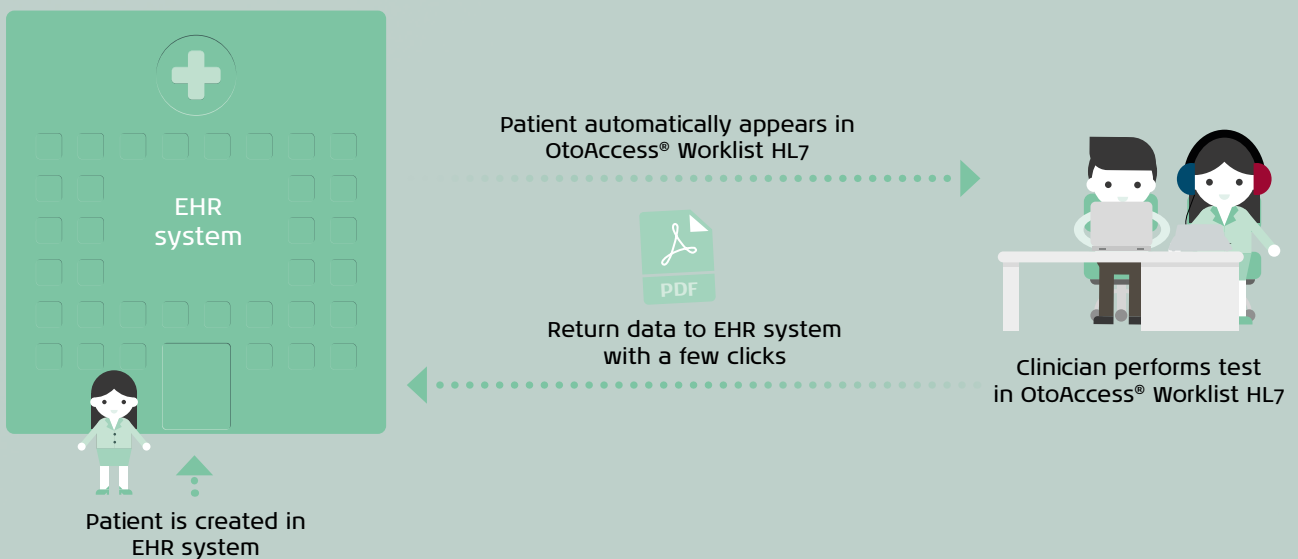 EHR
system
Patient automatically appears in
OtoAccess® Worklist HL7
PDF
Return data to EHR system
with a few clicks
Clinician performs test
in OtoAccess® Worklist HL7
Patient is created in
EHR system